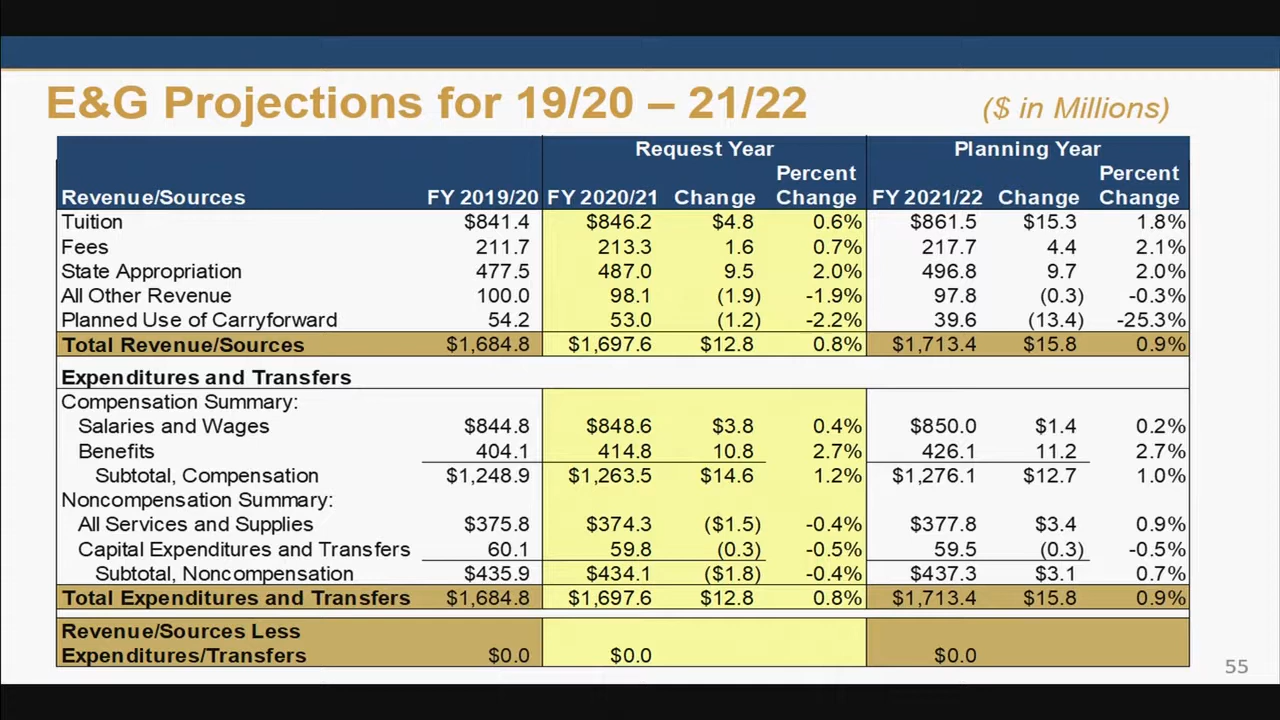 E&G Projections for 19/20 – 21/22 ($ in Millions)
Request Year Planning Year
Percent Percent
Revenue/Sources FY 2019/20 FY 2020/21 Change Change FY 2021/22 Change Change
Tuition $841.4 $846.2 $4.8 0.6% $861.5 $15.3 1.8%
Fees 211.7 213.3 1.6 0.7% 217.7 4.4 2.1%
State Appropriation 477.5 487.0 9.5 2.0% 496.8 9.7 2.0%
All Other Revenue 100.0 98.1 (1.9) -1.9% 97.8 (0.3) -0.3%
Planned Use of Carryforward 54.2 53.0 (1.2) -2.2% 39.6 (13.4) -25.3%
Total Revenue/Sources $1,684.8 $1,697.6 $12.8 0.8% $1,713.4 $15.8 0.9%
Expenditures and Transfers
Compensation Summary:
Salaries and Wages $844.8 $848.6 $3.8 0.4% $850.0 $1.4 0.2%
Benefits 404.1 414.8 10.8 2.7% 426.1 11.2 2.7%
Subtotal, Compensation $1,248.9 $1,263.5 $14.6 1.2% $1,276.1 $12.7 1.0%
Noncompensation Summary:
All Services and Supplies $375.8 $374.3 ($1.5) -0.4% $377.8 $3.4 0.9%
Capital Expenditures and Transfers 60.1 59.8 (0.3) -0.5% 59.5 (0.3) -0.5%
Subtotal, Noncompensation $435.9 $434.1 ($1.8) -0.4% $437.3 $3.1 0.7%
Total Expenditures and Transfers $1,684.8 $1,697.6 $12.8 0.8% $1,713.4 $15.8 0.9%
Revenue/Sources Less
Expenditures/Transfers $0.0 $0.0 $0.0
55